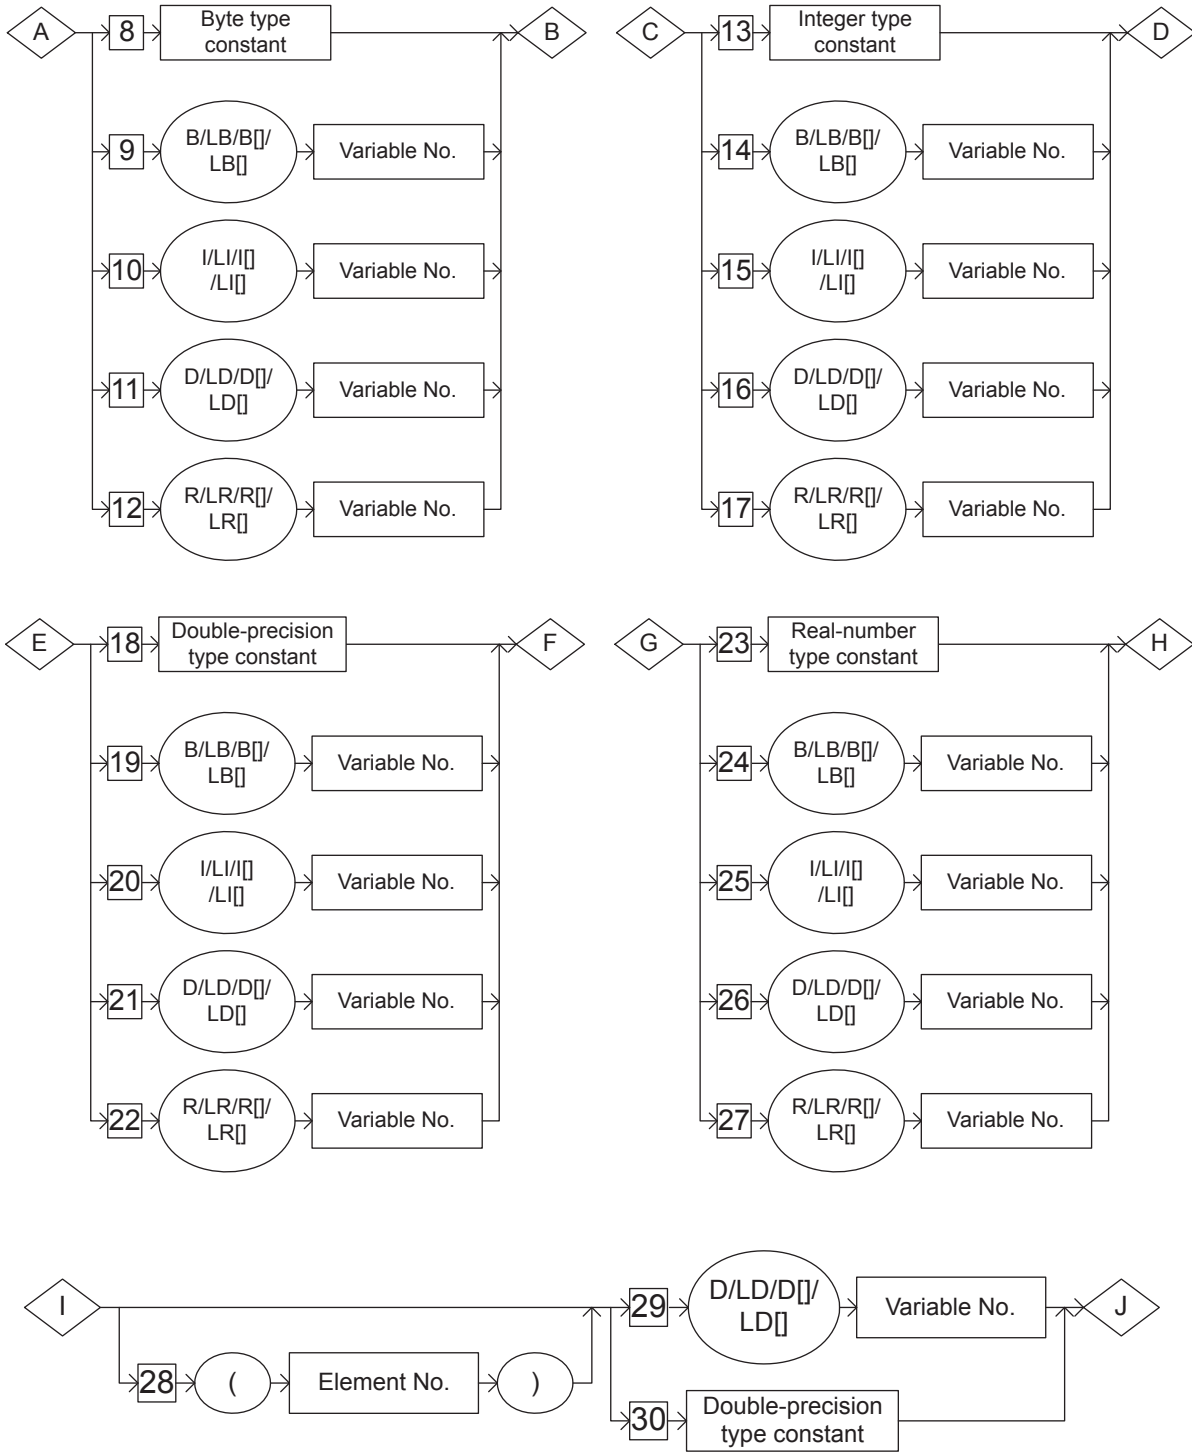 A
8
Byte type
constant
B
9
B/LB/B[]/
LB[]
Variable No.
10
I/LI/I[]
/LI[]
Variable No.
11
D/LD/D[]/
LD[]
Variable No.
12
R/LR/R[]/
LR[]
Variable No.
C
13
Integer type
constant
D
14
B/LB/B[]/
LB[]
Variable No.
15
I/LI/I[]
/LI[]
Variable No.
16
D/LD/D[]/
LD[]
Variable No.
17
R/LR/R[]/
LR[]
Variable No.
E
18
Double-precision
type constant
F
19
B/LB/B[]/
LB[]
Variable No.
20
I/LI/I[]
/LI[]
Variable No.
21
D/LD/D[]/
LD[]
Variable No.
22
R/LR/R[]/
LR[]
Variable No.
G
23
Real-number
type constant
H
24
B/LB/B[]/
LB[]
Variable No.
25
I/LI/I[]
/LI[]
Variable No.
26
D/LD/D[]/
LD[]
Variable No.
27
R/LR/R[]/
LR[]
Variable No.
I
28
(
Element No.
)
29
D/LD/D[]/
LD[]
Variable No.
J
30
Double-precision
type constant